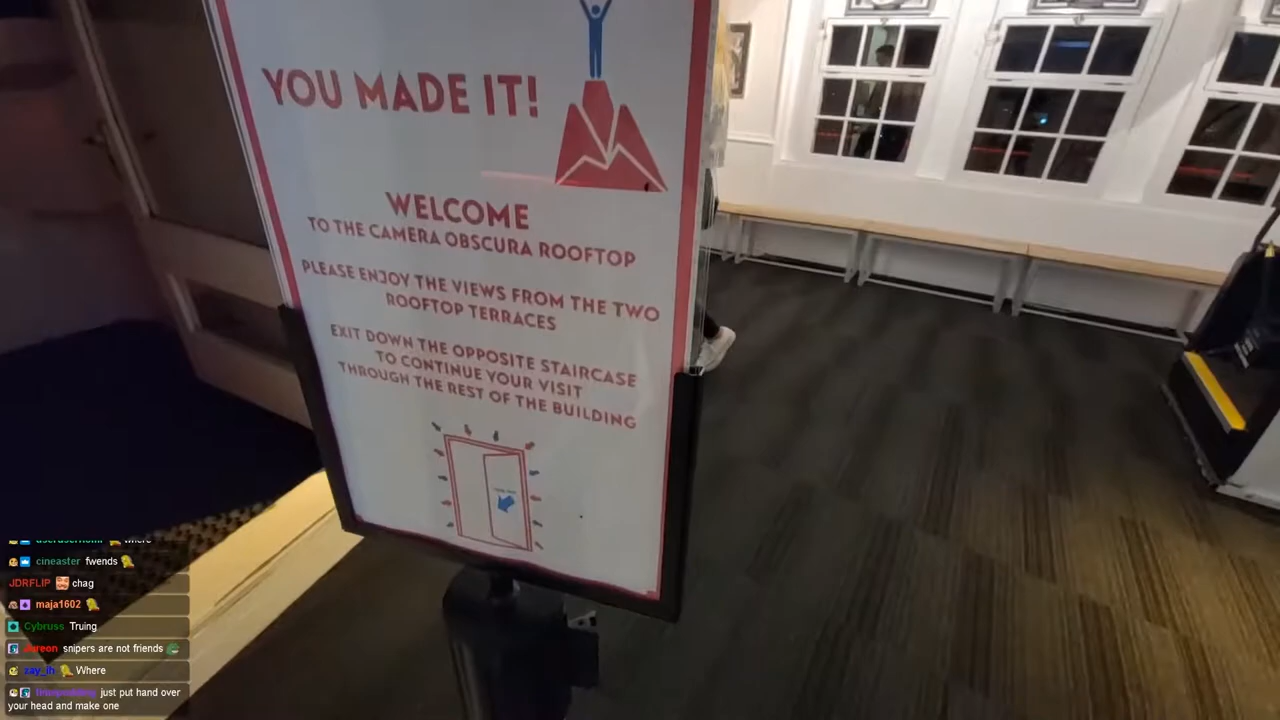 YOU MADE IT!
WELCOME
TO THE CAMERA OBSCURA ROOFTOP
PLEASE ENJOY THE VIEWS FROM THE TWO
ROOFTOP TERRACES
EXIT DOWN THE OPPOSITE STAIRCASE
TO CONTINUE YOUR VISIT
THROUGH THE REST OF THE BUILDING
where
cineaster fwends
JDRFLIP chag
maja1602
Cybruss Truing
snipers are not friends
zay_ih Where
just put hand over
your head and make one